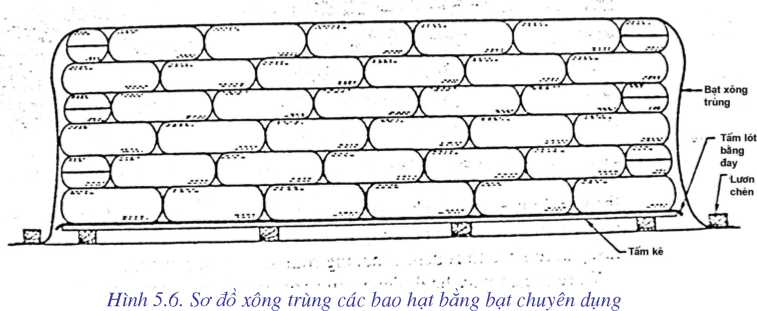 Bạt xông
trùng
Tấm lót
bằng
đay
Lươn
chèn
Tấm kê
Hình 5.6. Sơ đồ xông trùng các bao hạt bằng bạt chuyên dụng